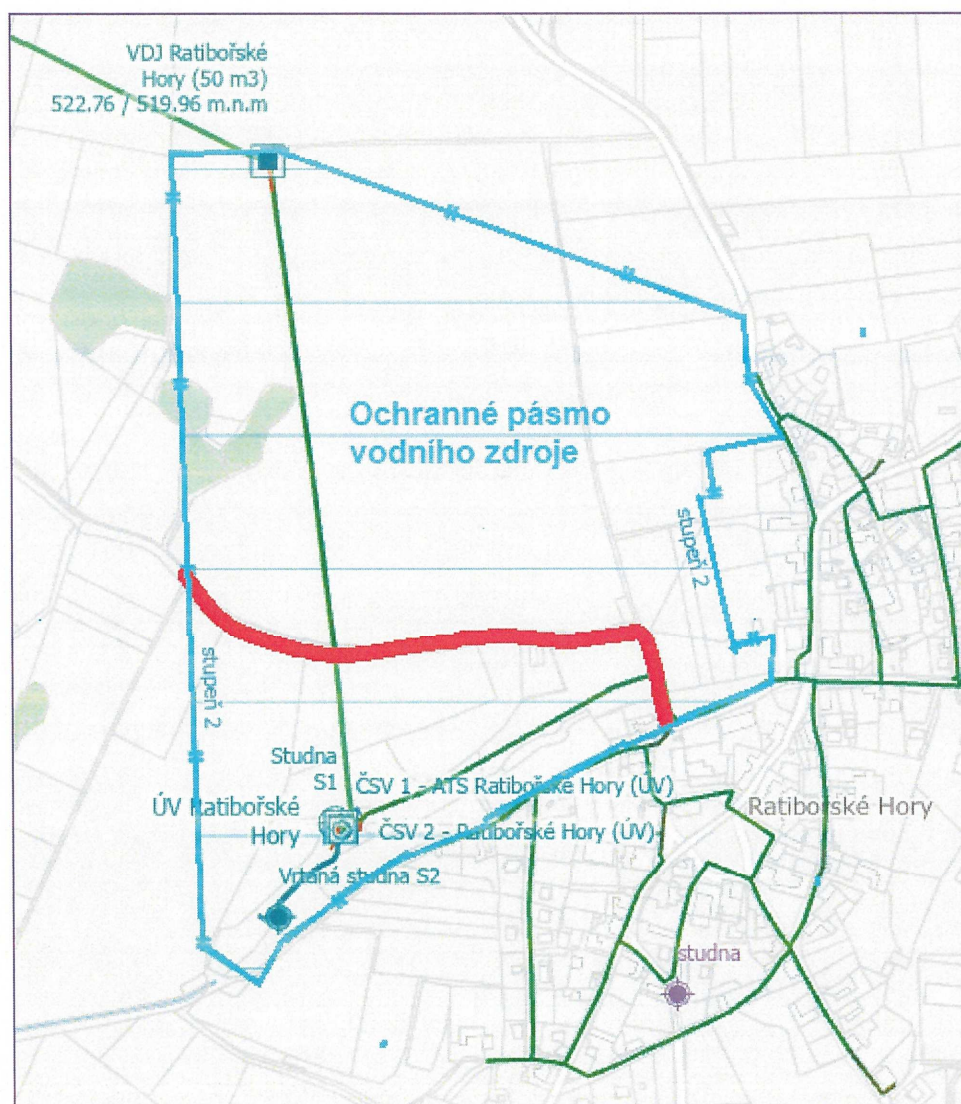 VDJ Ratibořské
Hory (50 m3)
522.76 / 519.96 m.n.m
Ochranné pásmo
vodního zdroje
stupeň 2
stupeň 2
Studna
S1
ČSV 1 - ATS Ratibořské Hory (ÚV)
ÚV Ratibořské
Hory
ČSV 2 - Ratibořské Hory (ÚV)
Ratibořské Hory
Vrtaná studna S2
studna